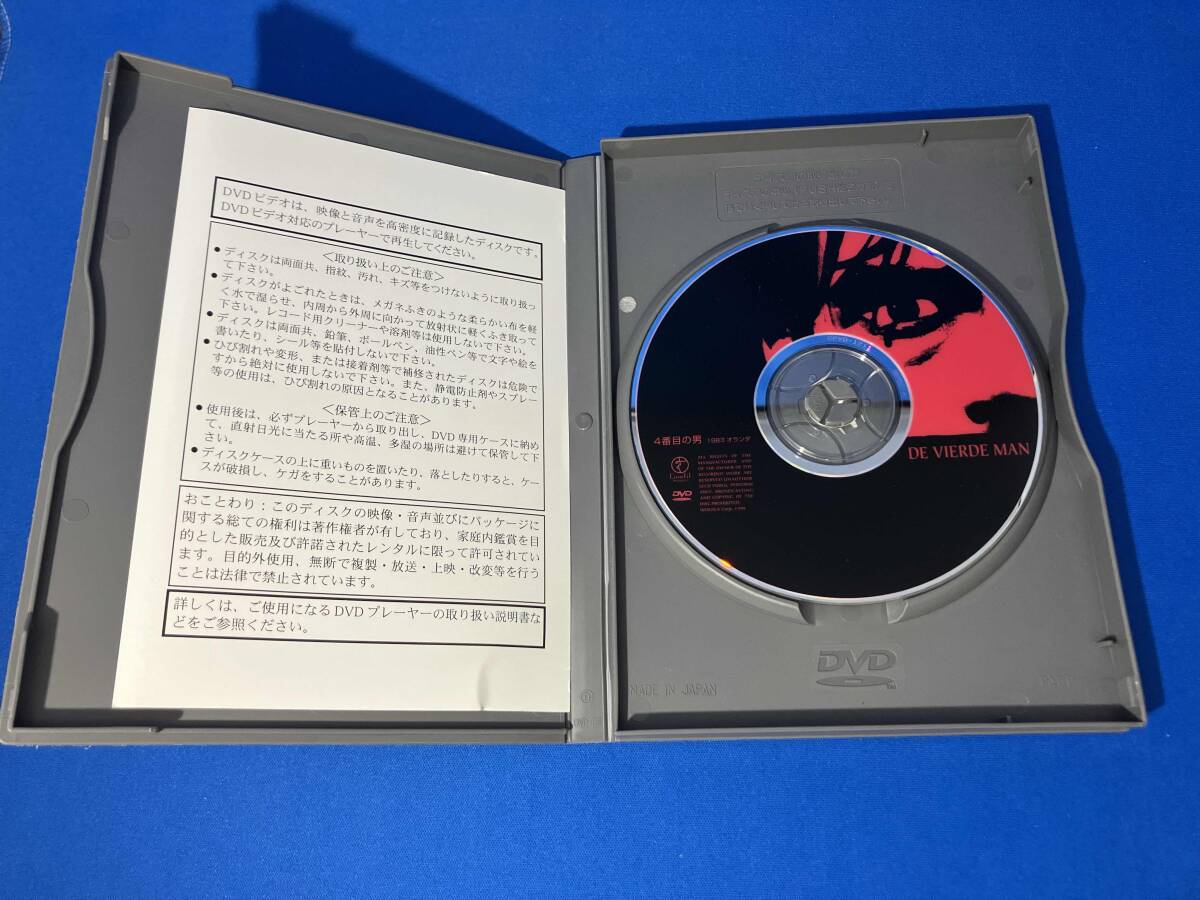 DVDビデオは、映像と音声を高密度に記録したディスクです。
DVDビデオ対応のプレーヤーで再生してください。
<取り扱い上のご注意>
●ディスクは両面共、指紋、汚れ、キズ等をつけないように取り扱っ
て下さい。
●ディスクがよごれたときは、メガネふきのような柔らかい布を軽
く水で湿らせ、内周から外周に向かって放射状に軽くふき取って
下さい。レコード用クリーナーや溶剤等は使用しないで下さい。
●ディスクは両面共、鉛筆、ボールペン、油性ペン等で文字や絵を
書いたり、シール等を貼付しないで下さい。
●ひび割れや変形、または接着剤等で補修されたディスクは危険で
すから絶対に使用しないで下さい。また、静電防止剤やスプレー
等の使用は、ひび割れの原因となることがあります。
<保管上のご注意>
●使用後は、必ずプレーヤーから取り出し、DVD専用ケースに納め
て、直射日光に当たる所や高温、多湿の場所は避けて保管して下
さい。
●ディスクケースの上に重いものを置いたり、落としたりすると、ケー
スが破損し、ケガをすることがあります。
おことわり：このディスクの映像・音声並びにパッケージに
関する総ての権利は著作権者が有しており、家庭内鑑賞を目
的とした販売及び許諾されたレンタルに限って許可されてい
ます。目的外使用、無断で複製・放送・上映・改変等を行う
ことは法律で禁止されています。
詳しくは、ご使用になるDVDプレーヤーの取り扱い説明書な
どをご参照ください。
4番目の男 1983 オランダ
DE VIERDE MAN
ALL RIGHTS OF THE
MANUFACTURER AND
OF THE OWNER OF THE
RECORDED WORK ARE
RESERVED. UNAUTHOR
DVD
DVD
MADE IN JAPAN